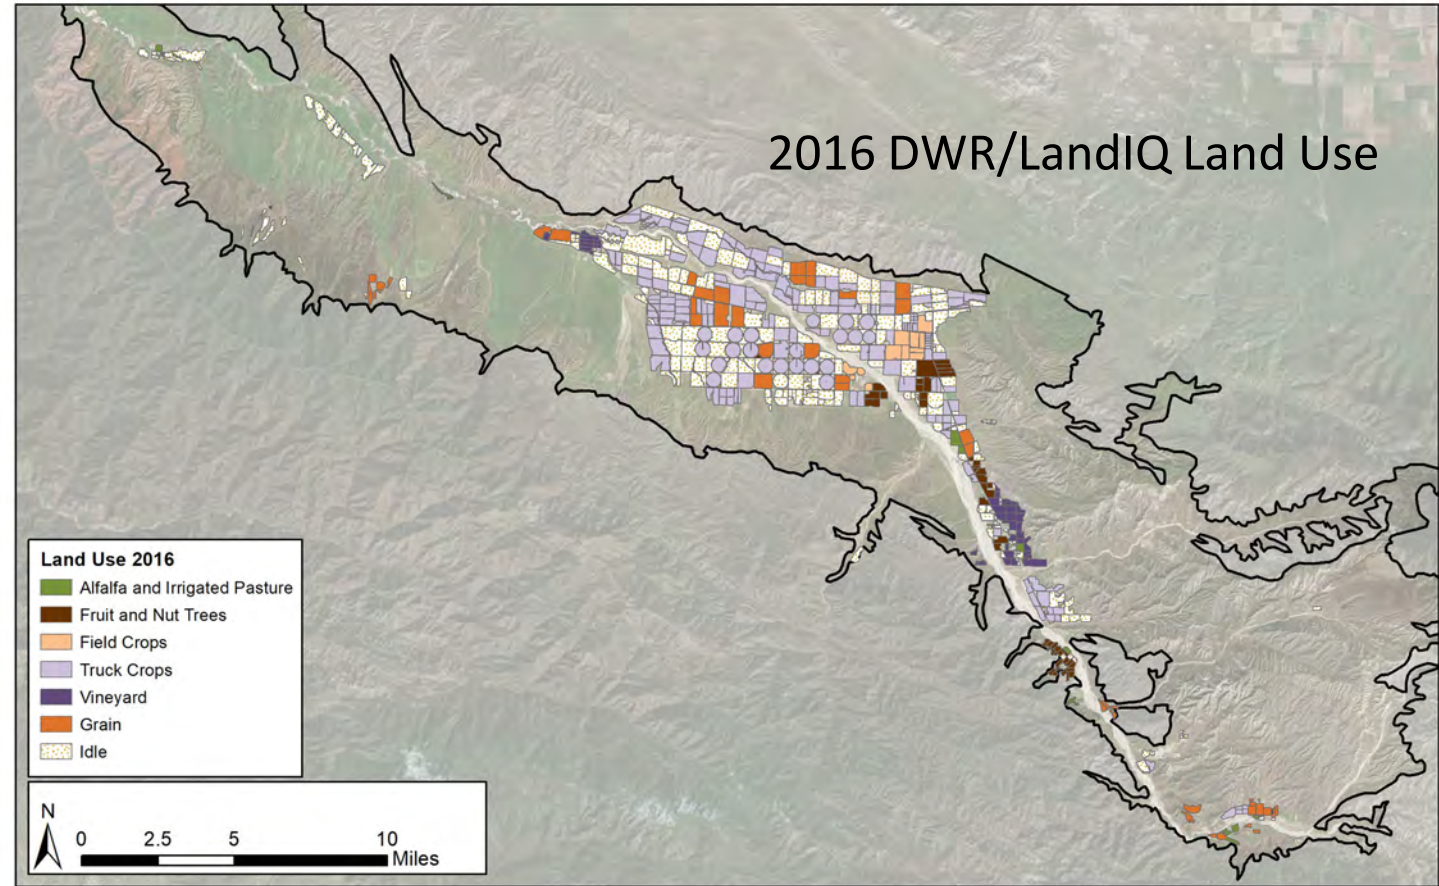 2016 DWR/LandIQ Land Use
Land Use 2016
Alfalfa and Irrigated Pasture
Fruit and Nut Trees
Field Crops
Truck Crops
Vineyard
Grain
Idle
N
0 2.5 5 10
Miles